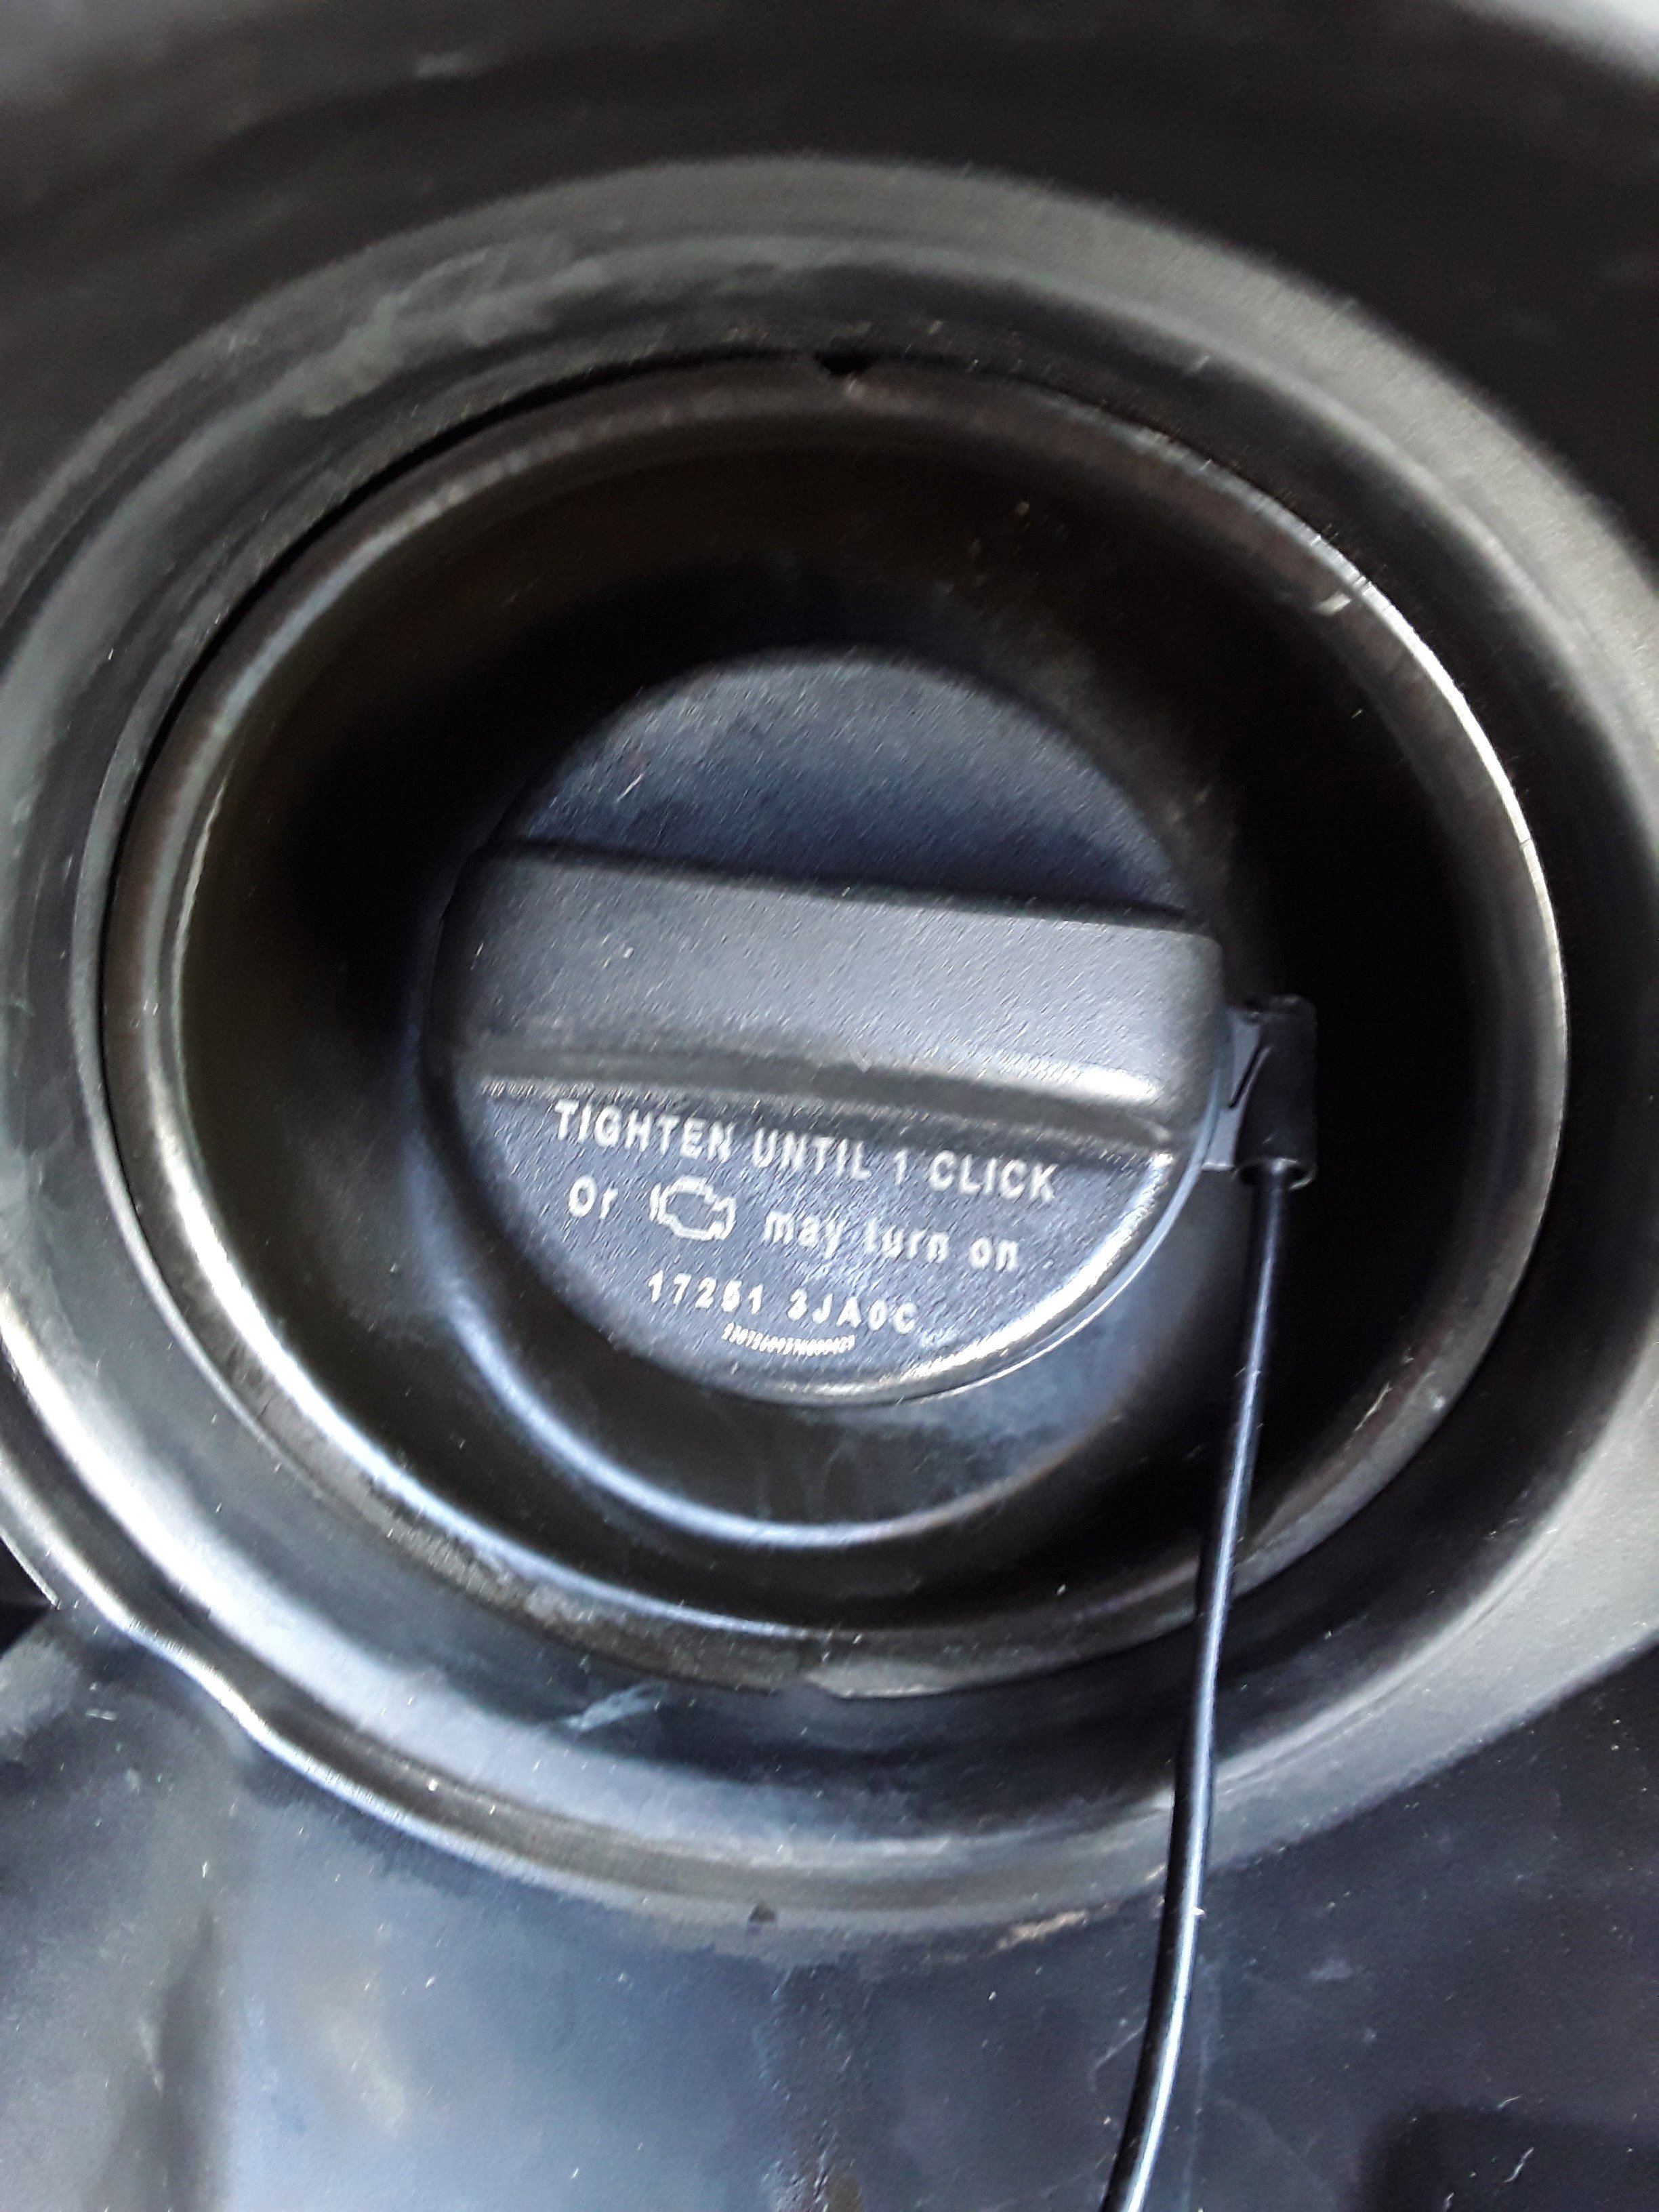 TIGHTEN UNTIL 1 CLICK
Or may turn on
17251 3JA0C